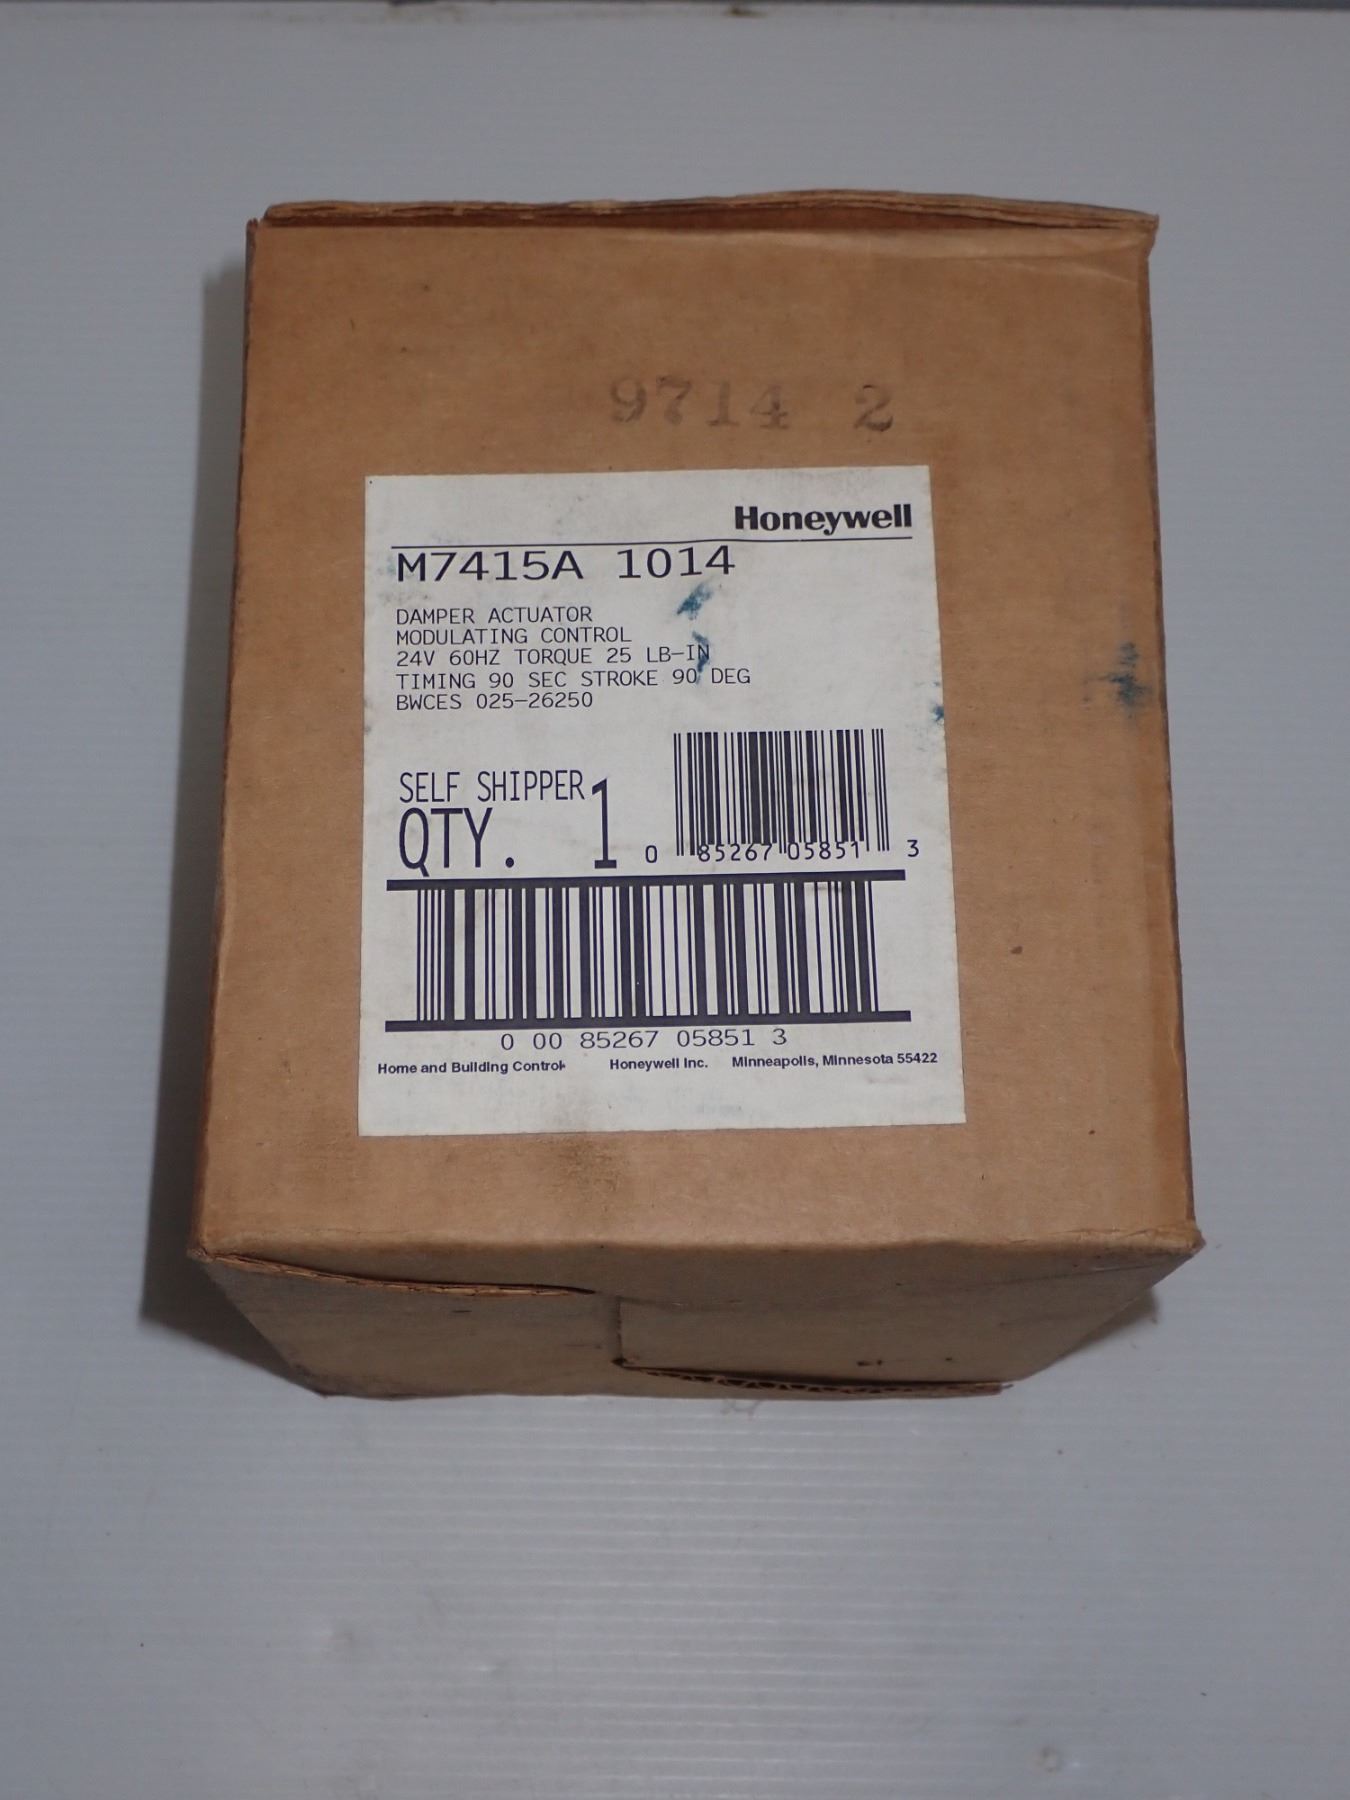 9714 2
Honeywell
M7415A 1014
DAMPER ACTUATOR
MODULATING CONTROL
24V 60HZ TORQUE 25 LB-IN
TIMING 90 SEC STROKE 90 DEG
BWCES 025-26250
SELF SHIPPER
QTY. 1
0 85267 05851 3
0 00 85267 05851 3
Home and Building Control Honeywell Inc. Minneapolis, Minnesota 55422